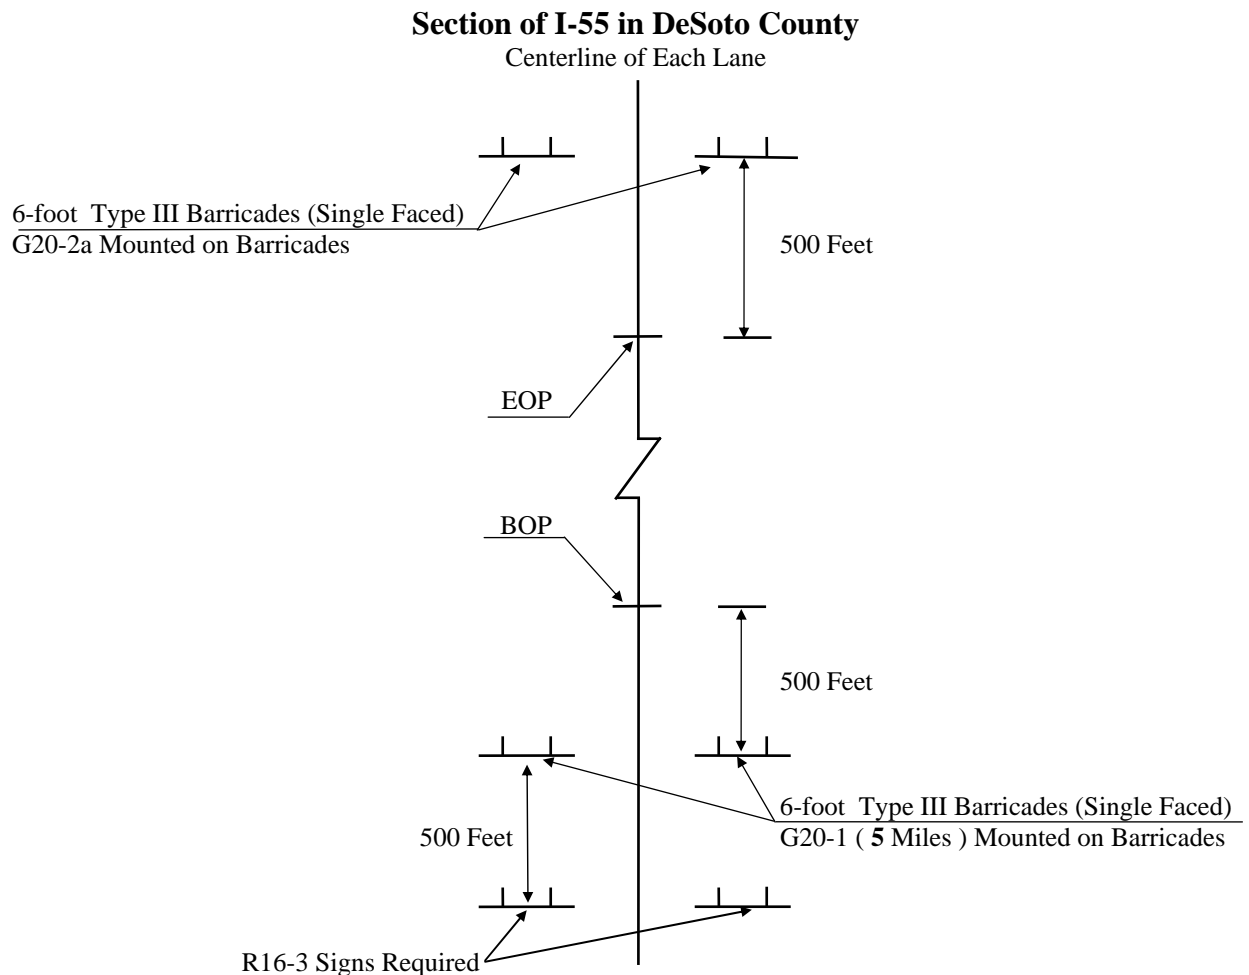 Section of I-55 in DeSoto County
Centerline of Each Lane
6-foot Type III Barricades (Single Faced)
G20-2a Mounted on Barricades
500 Feet
EOP
BOP
500 Feet
6-foot Type III Barricades (Single Faced)
G20-1 ( 5 Miles ) Mounted on Barricades
500 Feet
R16-3 Signs Required